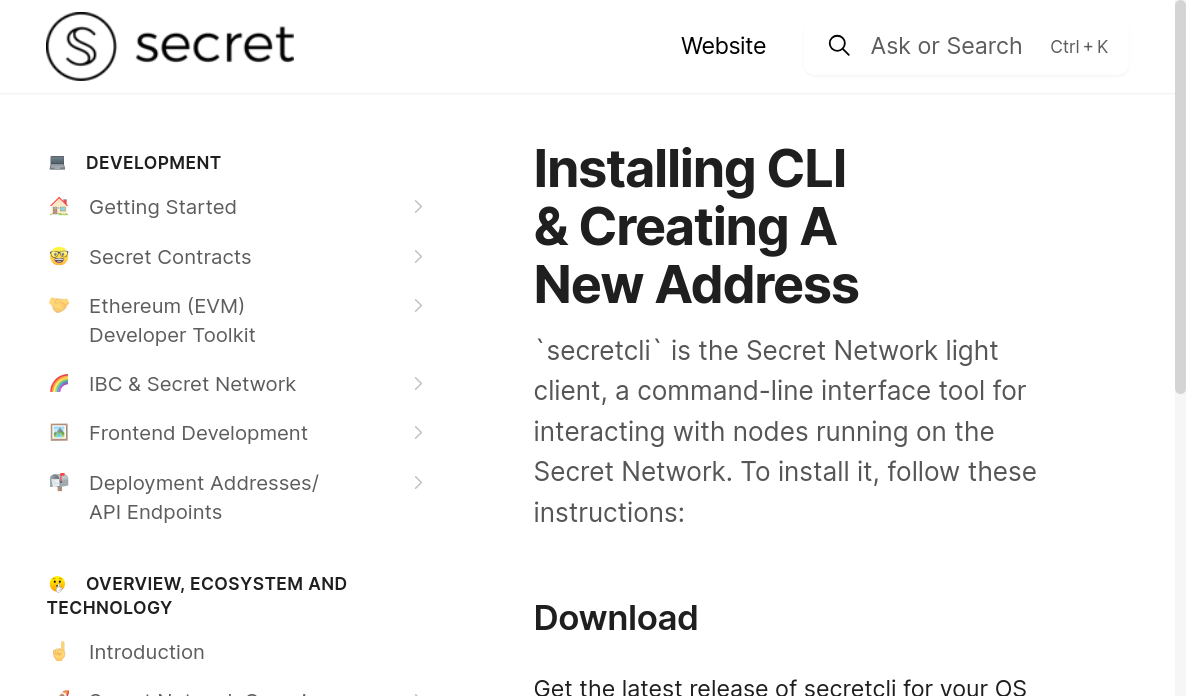 secret
Website
Ask or Search
Ctrl + K
DEVELOPMENT
Getting Started
Secret Contracts
Ethereum (EVM)
Developer Toolkit
IBC & Secret Network
Frontend Development
Deployment Addresses/
API Endpoints
OVERVIEW, ECOSYSTEM AND
TECHNOLOGY
Introduction
Installing CLI
& Creating A
New Address
`secretcli` is the Secret Network light
client, a command-line interface tool for
interacting with nodes running on the
Secret Network. To install it, follow these
instructions:
Download
Get the latest release of secretcli for your OS